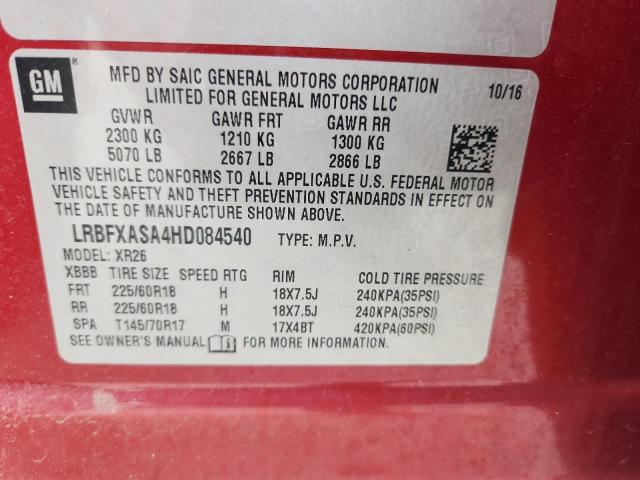 GM ®
MFD BY SAIC GENERAL MOTORS CORPORATION 10/16
LIMITED FOR GENERAL MOTORS LLC
GVWR GAWR FRT GAWR RR
2300 KG 1210 KG 1300 KG
5070 LB 2667 LB 2866 LB
THIS VEHICLE CONFORMS TO ALL APPLICABLE U.S. FEDERAL MOTOR
VEHICLE SAFETY AND THEFT PREVENTION STANDARDS IN EFFECT ON
THE DATE OF MANUFACTURE SHOWN ABOVE.
LRBFXASA4HD084540 TYPE: M.P.V.
MODEL: XR26
XBBB TIRE SIZE SPEED RTG RIM COLD TIRE PRESSURE
FRT 225/60R18 H 18X7.5J 240KPA(35PSI)
RR 225/60R18 H 18X7.5J 240KPA(35PSI)
SPA T145/70R17 M 17X4BT 420KPA(60PSI)
SEE OWNER'S MANUAL FOR MORE INFORMATION.